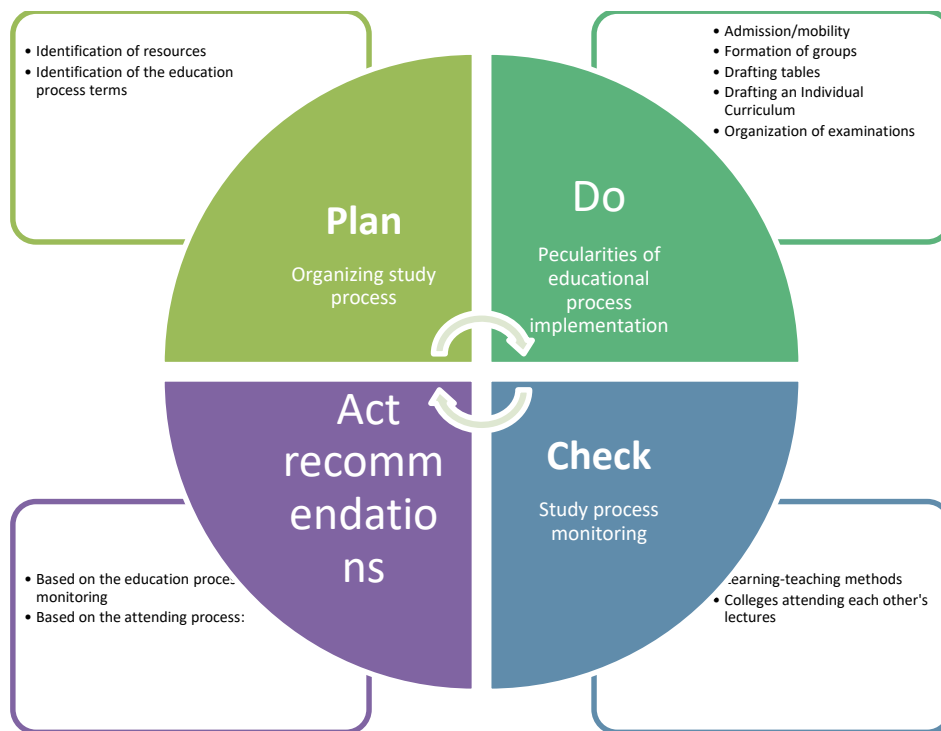 • Identification of resources
• Identification of the education
process terms
• Admission/mobility
• Formation of groups
• Drafting tables
• Drafting an Individual
Curriculum
• Organization of examinations
Plan
Organizing study
process
Do
Pecularities of
educational
process
implementation
Act
recomm
endatio
ns
Check
Study process
monitoring
• Based on the education proces
monitoring
• Based on the attending process:
Learning-teaching methods
• Colleges attending each other's
lectures